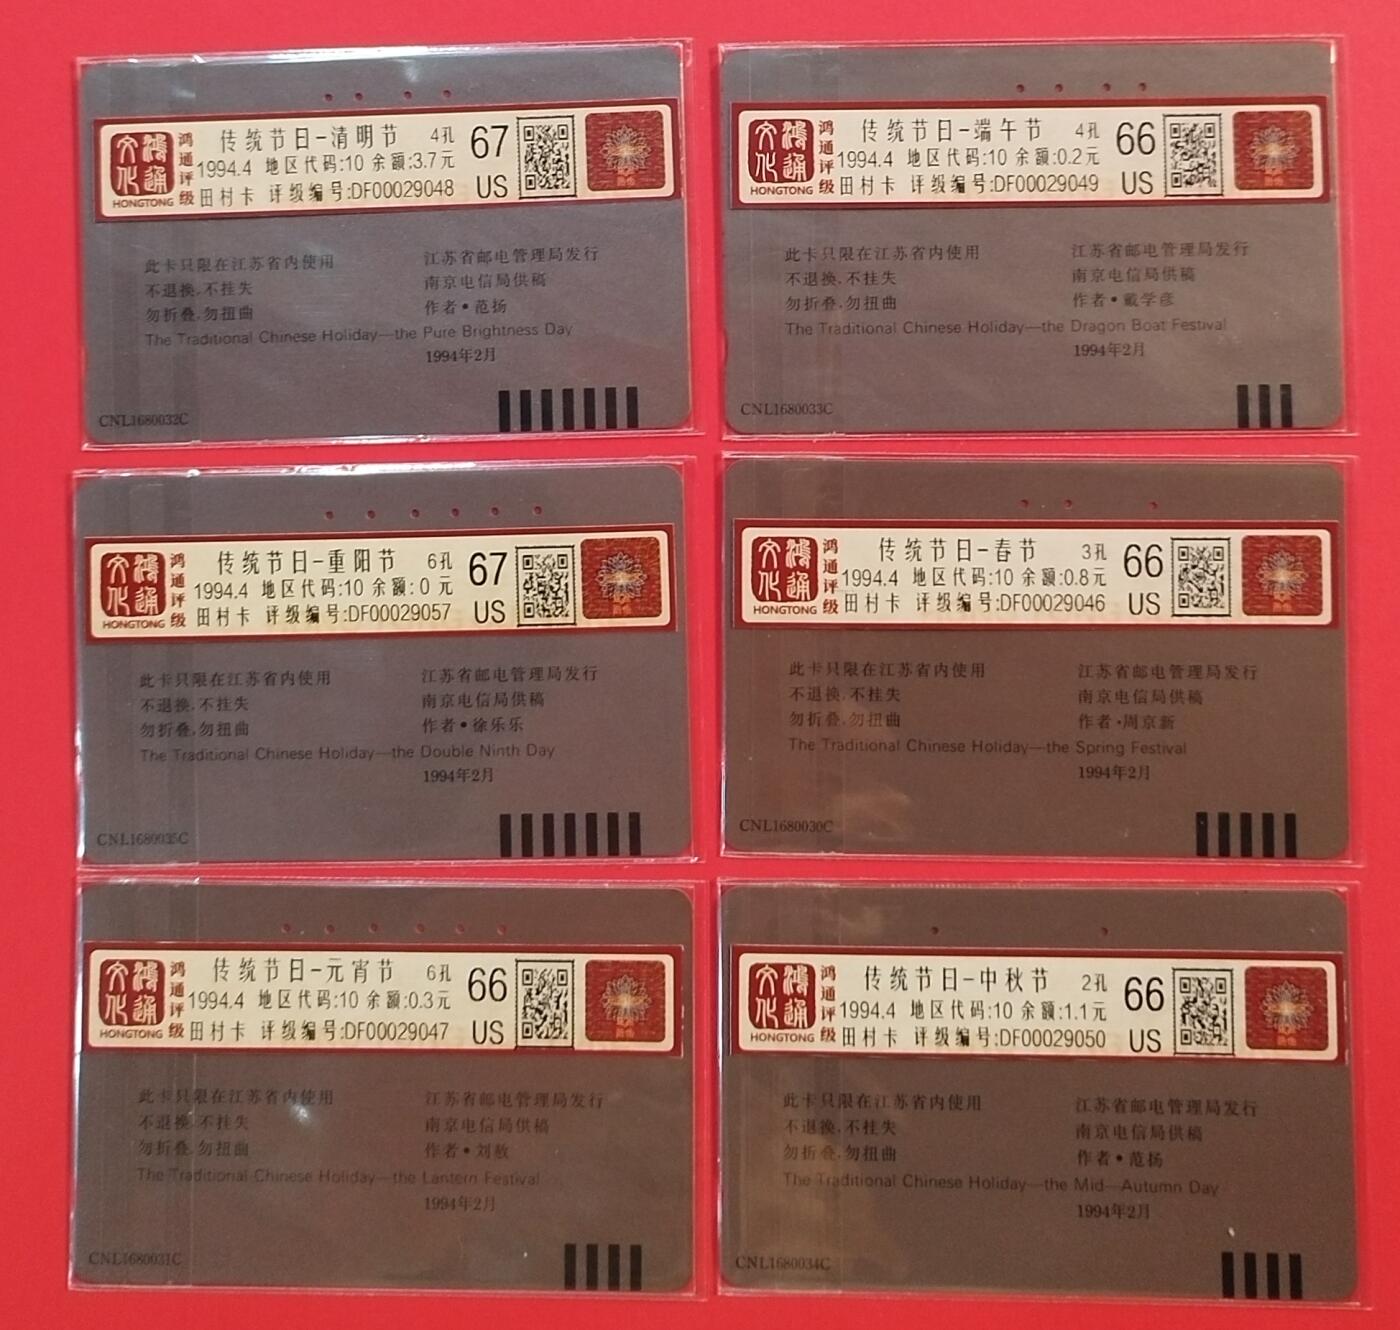 鸿通文化
HONGTONG
鸿通评级
传统节日-清明节 4孔
1994.4 地区代码:10 余额:3.7元
田村卡 评级编号:DF00029048
67
US
此卡只限在江苏省内使用
不退换.不挂失
勿折叠.勿扭曲
江苏省邮电管理局发行
南京电信局供稿
作者•范扬
The Traditional Chinese Holiday—the Pure Brightness Day
1994年2月
CNL1680032C
鸿通文化
HONGTONG
鸿通评级
传统节日-端午节 4孔
1994.4 地区代码:10 余额:0.2元
田村卡 评级编号:DF00029049
66
US
此卡只限在江苏省内使用
不退换.不挂失
勿折叠.勿扭曲
江苏省邮电管理局发行
南京电信局供稿
作者•戴学彦
The Traditional Chinese Holiday—the Dragon Boat Festival
1994年2月
CNL1680033C
鸿通文化
HONGTONG
鸿通评级
传统节日-重阳节 6孔
1994.4 地区代码:10 余额:0元
田村卡 评级编号:DF00029057
67
US
此卡只限在江苏省内使用
不退换.不挂失
勿折叠.勿扭曲
江苏省邮电管理局发行
南京电信局供稿
作者•徐乐乐
The Traditional Chinese Holiday—the Double Ninth Day
1994年2月
CNL1680035C
鸿通文化
HONGTONG
鸿通评级
传统节日-春节 3孔
1994.4 地区代码:10 余额:0.8元
田村卡 评级编号:DF00029046
66
US
此卡只限在江苏省内使用
不退换.不挂失
勿折叠.勿扭曲
江苏省邮电管理局发行
南京电信局供稿
作者·周京新
The Traditional Chinese Holiday—the Spring Festival
1994年2月
CNL1680030C
鸿通文化
HONGTONG
鸿通评级
传统节日-元宵节 6孔
1994.4 地区代码:10 余额:0.3元
田村卡 评级编号:DF00029047
66
US
此卡只限在江苏省内使用
不退换.不挂失
勿折叠.勿扭曲
江苏省邮电管理局发行
南京电信局供稿
作者•刘敖
The Traditional Chinese Holiday—the Lantern Festival
1994年2月
CNL1680031C
鸿通文化
HONGTONG
鸿通评级
传统节日-中秋节 2孔
1994.4 地区代码:10 余额:1.1元
田村卡 评级编号:DF00029050
66
US
此卡只限在江苏省内使用
不退换.不挂失
勿折叠.勿扭曲
江苏省邮电管理局发行
南京电信局供稿
作者•范扬
The Traditional Chinese Holiday—the Mid—Autumn Day
1994年2月
CNL1680034C